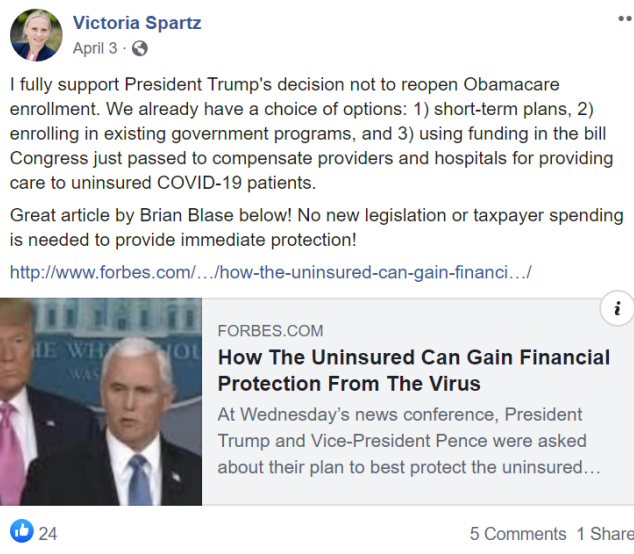 Victoria Spartz
April 3 ·
I fully support President Trump's decision not to reopen Obamacare
enrollment. We already have a choice of options: 1) short-term plans, 2)
enrolling in existing government programs, and 3) using funding in the bill
Congress just passed to compensate providers and hospitals for providing
care to uninsured COVID-19 patients.
Great article by Brian Blase below! No new legislation or taxpayer spending
is needed to provide immediate protection!
http://www.forbes.com/…/how-the-uninsured-can-gain-financi…/
i
HE WH
WAS
FORBES.COM
How The Uninsured Can Gain Financial
Protection From The Virus
At Wednesday's news conference, President
Trump and Vice-President Pence were asked
about their plan to best protect the uninsured...
24
5 Comments 1 Share